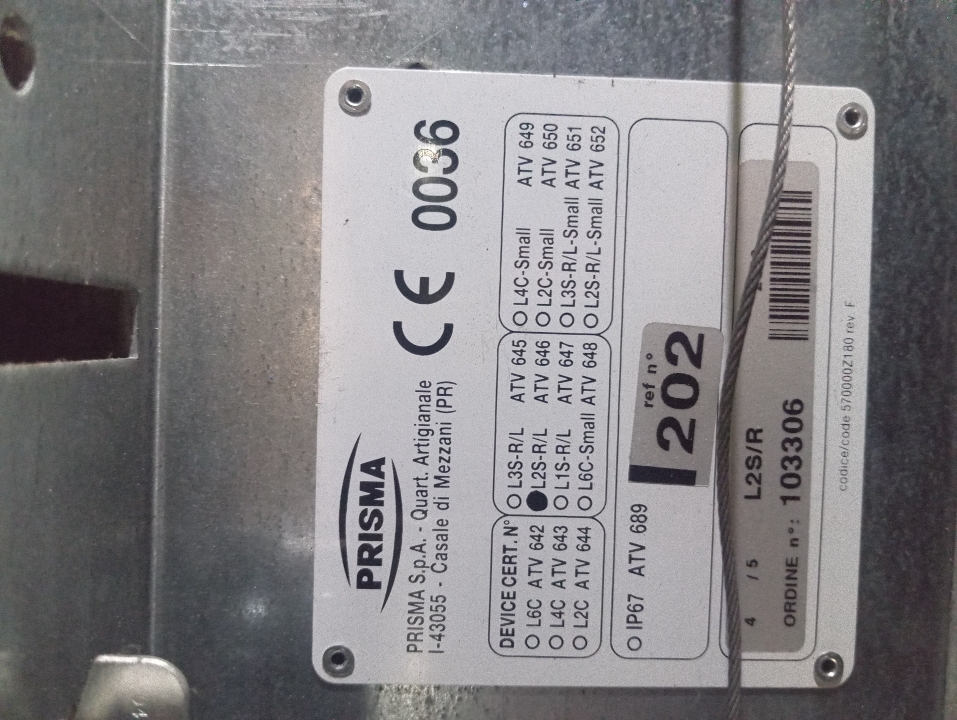 PRISMA
PRISMA S.p.A. - Quart. Artigianale
I-43055 - Casale di Mezzani (PR)
CE 0036
DEVICE CERT. N°
L6C ATV 642
L4C ATV 643
L2C ATV 644
L3S-R/L ATV 645
L2S-R/L ATV 646
L1S-R/L ATV 647
L6C-Small ATV 648
L4C-Small ATV 649
L2C-Small ATV 650
L3S-R/L-Small ATV 651
L2S-R/L-Small ATV 652
IP67 ATV 689
ref n°
202
4 /5 L2S/R
ORDINE n°: 103306
codice/code 570000Z180 rev. F